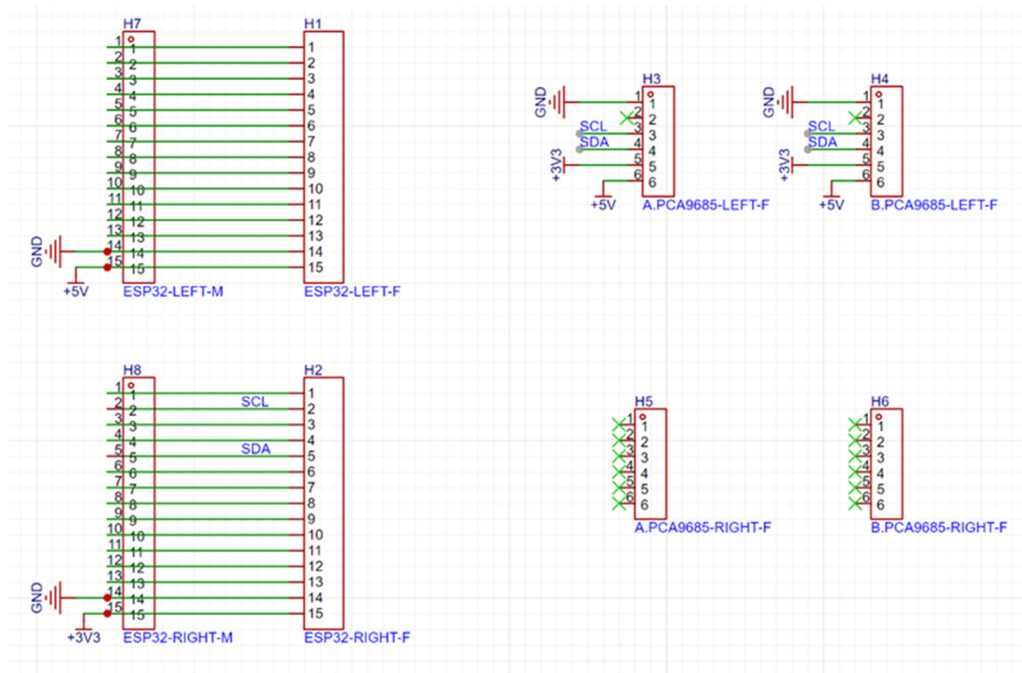 H7 H1
1 1 1
2 2 2
3 3 3
4 4 4
5 5 5
6 6 6
7 7 7
8 8 8
9 9 9
10 10 10
11 11 11
12 12 12
13 13 13
GND 14 14 14
15 15 15
+5V ESP32-LEFT-M ESP32-LEFT-F
H3
GND 1 1
2 2
SCL 3 3
SDA 4 4
+3V3 5 5
6 6
+5V A.PCA9685-LEFT-F
H4
GND 1 1
2 2
SCL 3 3
SDA 4 4
+3V3 5 5
6 6
+5V B.PCA9685-LEFT-F
H8 H2
1 1 1
2 2 SCL 2
3 3 3
4 4 4
5 5 SDA 5
6 6 6
7 7 7
8 8 8
9 9 9
10 10 10
11 11 11
12 12 12
13 13 13
GND 14 14 14
15 15 15
+3V3 ESP32-RIGHT-M ESP32-RIGHT-F
H5
1 1
2 2
3 3
4 4
5 5
6 6
A.PCA9685-RIGHT-F
H6
1 1
2 2
3 3
4 4
5 5
6 6
B.PCA9685-RIGHT-F